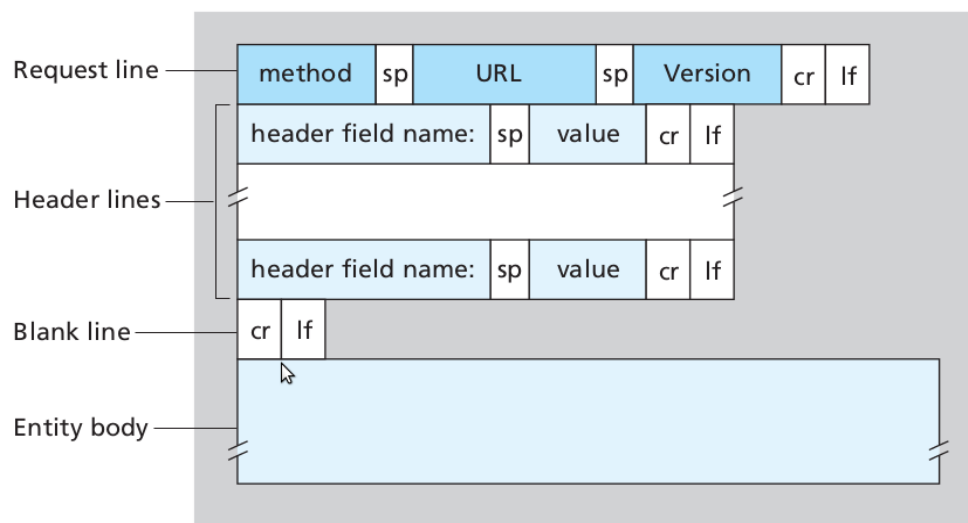 Request line method sp URL sp Version cr lf
header field name: sp value cr lf
Header lines
header field name: sp value cr lf
Blank line cr lf
Entity body